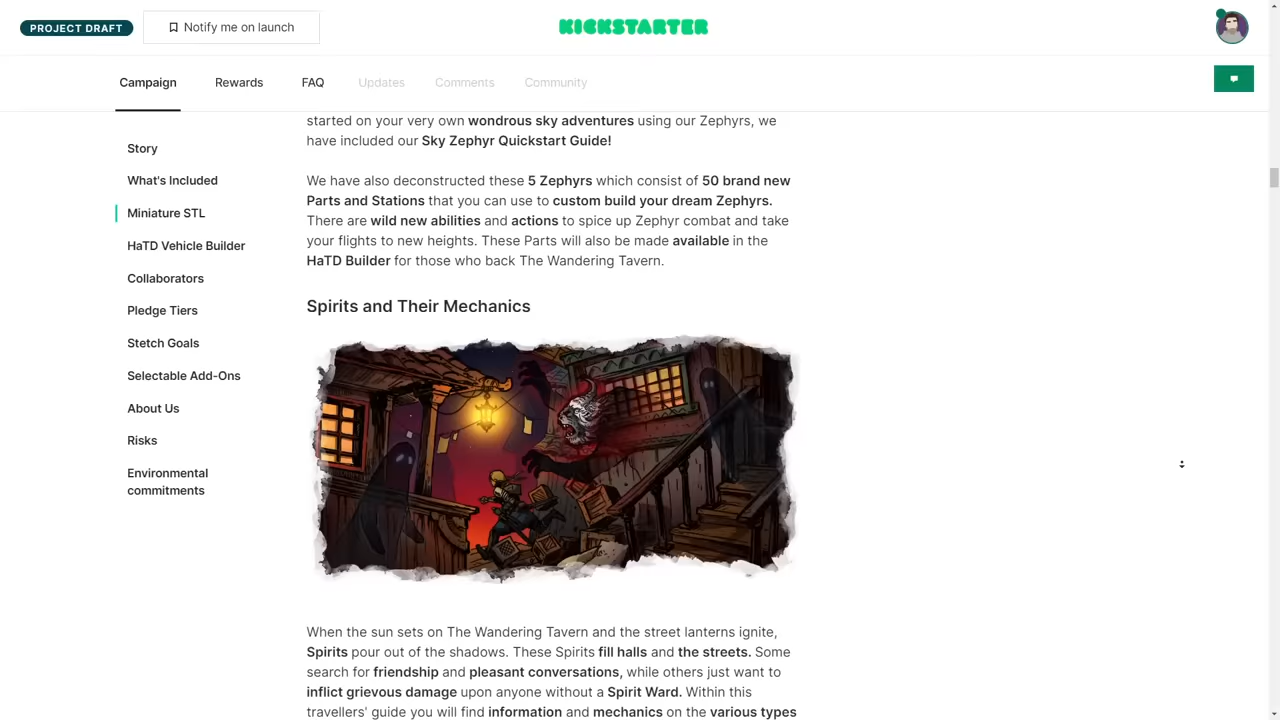 PROJECT DRAFT
Notify me on launch
KICKSTARTER
Campaign
Rewards
FAQ
Updates
Comments
Community
Story
What's Included
Miniature STL
HaTD Vehicle Builder
Collaborators
Pledge Tiers
Stetch Goals
Selectable Add-Ons
About Us
Risks
Environmental
commitments
started on your very own wondrous sky adventures using our Zephyrs, we
have included our Sky Zephyr Quickstart Guide!
We have also deconstructed these 5 Zephyrs which consist of 50 brand new
Parts and Stations that you can use to custom build your dream Zephyrs.
There are wild new abilities and actions to spice up Zephyr combat and take
your flights to new heights. These Parts will also be made available in the
HaTD Builder for those who back The Wandering Tavern.
Spirits and Their Mechanics
When the sun sets on The Wandering Tavern and the street lanterns ignite,
Spirits pour out of the shadows. These Spirits fill halls and the streets. Some
search for friendship and pleasant conversations, while others just want to
inflict grievous damage upon anyone without a Spirit Ward. Within this
travellers' guide you will find information and mechanics on the various types